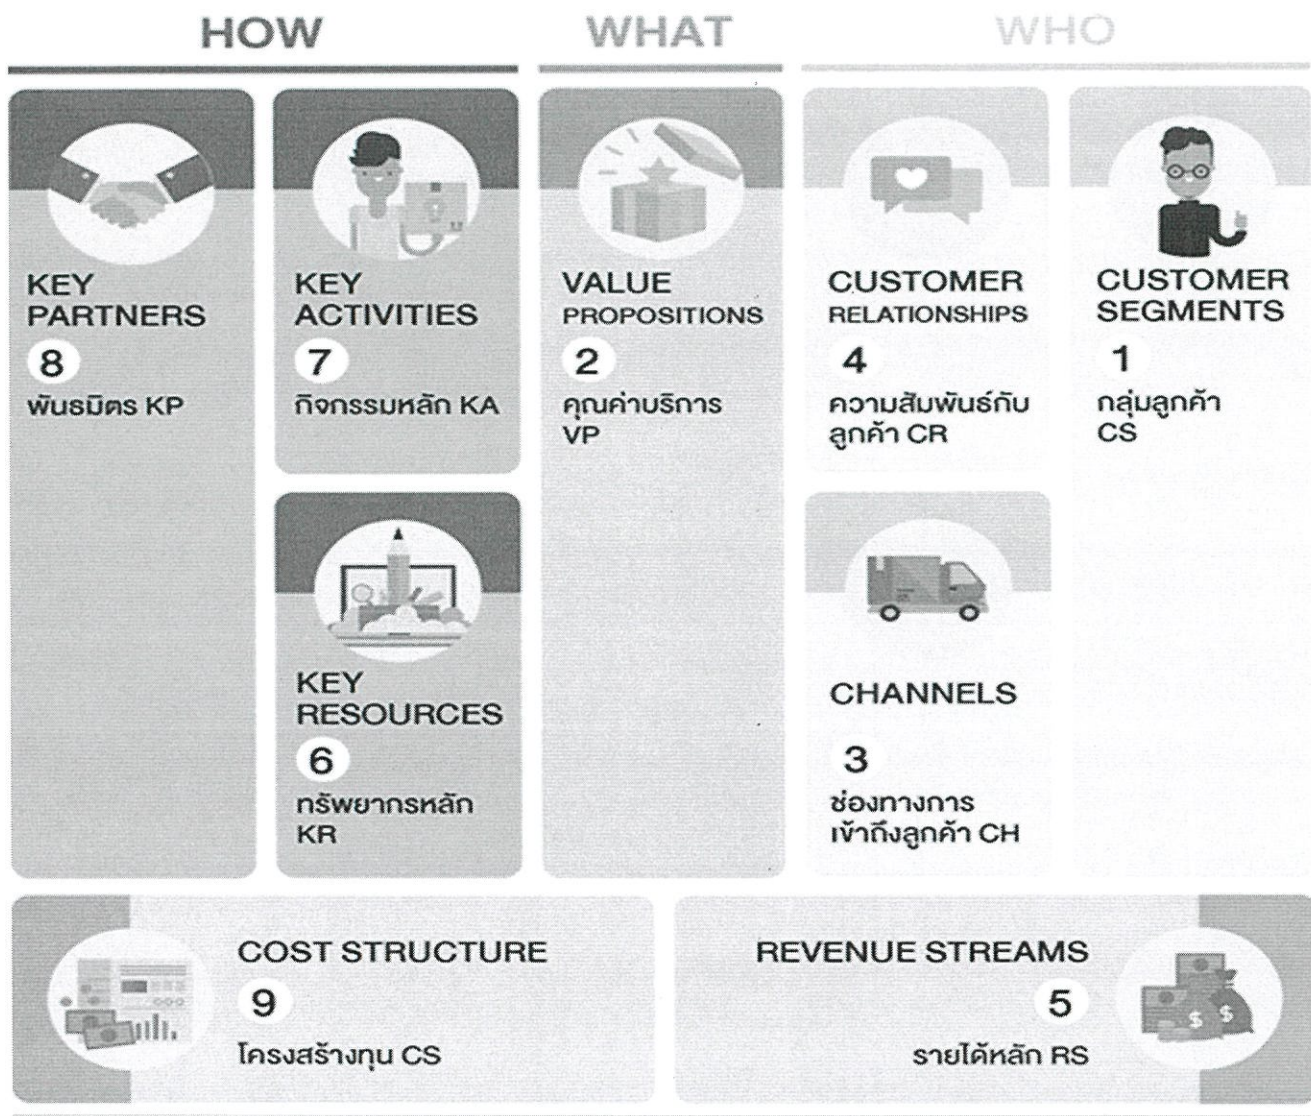 HOW
WHAT
WHO
KEY
PARTNERS
8
พันธมิตร KP
KEY
ACTIVITIES
7
กิจกรรมหลัก KA
KEY
RESOURCES
6
ทรัพยากรหลัก
KR
VALUE
PROPOSITIONS
2
คุณค่าบริการ
VP
CUSTOMER
RELATIONSHIPS
4
ความสัมพันธ์กับ
ลูกค้า CR
CHANNELS
3
ช่องทางการ
เข้าถึงลูกค้า CH
CUSTOMER
SEGMENTS
1
กลุ่มลูกค้า
CS
COST STRUCTURE
9
โครงสร้างทุน CS
REVENUE STREAMS
5
รายได้หลัก RS
$ $